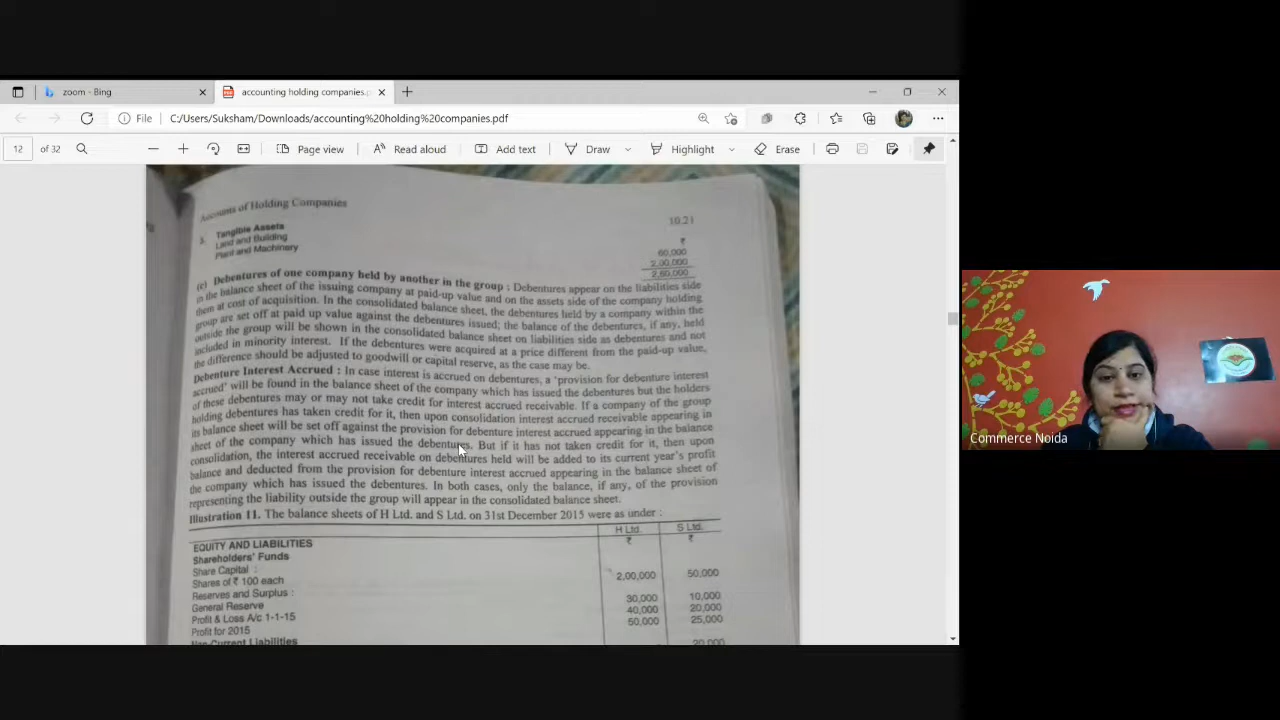 zoom - Bing
accounting holding companies.p
File
C:/Users/Suksham/Downloads/accounting%20holding%20companies.pdf
12 of 32
Page view
Read aloud
Add text
Draw
Highlight
Erase
Accounts of Holding Companies
10.21
3. Tangible Assets ₹
Land and Building 60,000
Plant and Machinery 2,00,000
2,60,000
(c) Debentures of one company held by another in the group : Debentures appear on the liabilities side
in the balance sheet of the issuing company at paid-up value and on the assets side of the company holding
them at cost of acquisition. In the consolidated balance sheet, the debentures held by a company within the
group are set off at paid up value against the debentures issued; the balance of the debentures, if any, held
outside the group will be shown in the consolidated balance sheet on liabilities side as debentures and not
included in minority interest. If the debentures were acquired at a price different from the paid-up value,
the difference should be adjusted to goodwill or capital reserve, as the case may be.
Debenture Interest Accrued : In case interest is accrued on debentures, a 'provision for debenture interest
accrued' will be found in the balance sheet of the company which has issued the debentures but the holders
of these debentures may or may not take credit for interest accrued receivable. If a company of the group
holding debentures has taken credit for it, then upon consolidation interest accrued receivable appearing in
its balance sheet will be set off against the provision for debenture interest accrued appearing in the balance
sheet of the company which has issued the debentures. But if it has not taken credit for it, then upon
consolidation, the interest accrued receivable on debentures held will be added to its current year's profit
balance and deducted from the provision for debenture interest accrued appearing in the balance sheet of
the company which has issued the debentures. In both cases, only the balance, if any, of the provision
representing the liability outside the group will appear in the consolidated balance sheet.
Illustration 11. The balance sheets of H Ltd. and S Ltd. on 31st December 2015 were as under :
H Ltd. S Ltd.
₹ ₹
EQUITY AND LIABILITIES
Shareholders' Funds
Share Capital :
Shares of ₹ 100 each 2,00,000 50,000
Reserves and Surplus :
General Reserve 30,000 10,000
Profit & Loss A/c 1-1-15 40,000 20,000
Profit for 2015 50,000 25,000
Non-Current Liabilities
20,000
Commerce Noida